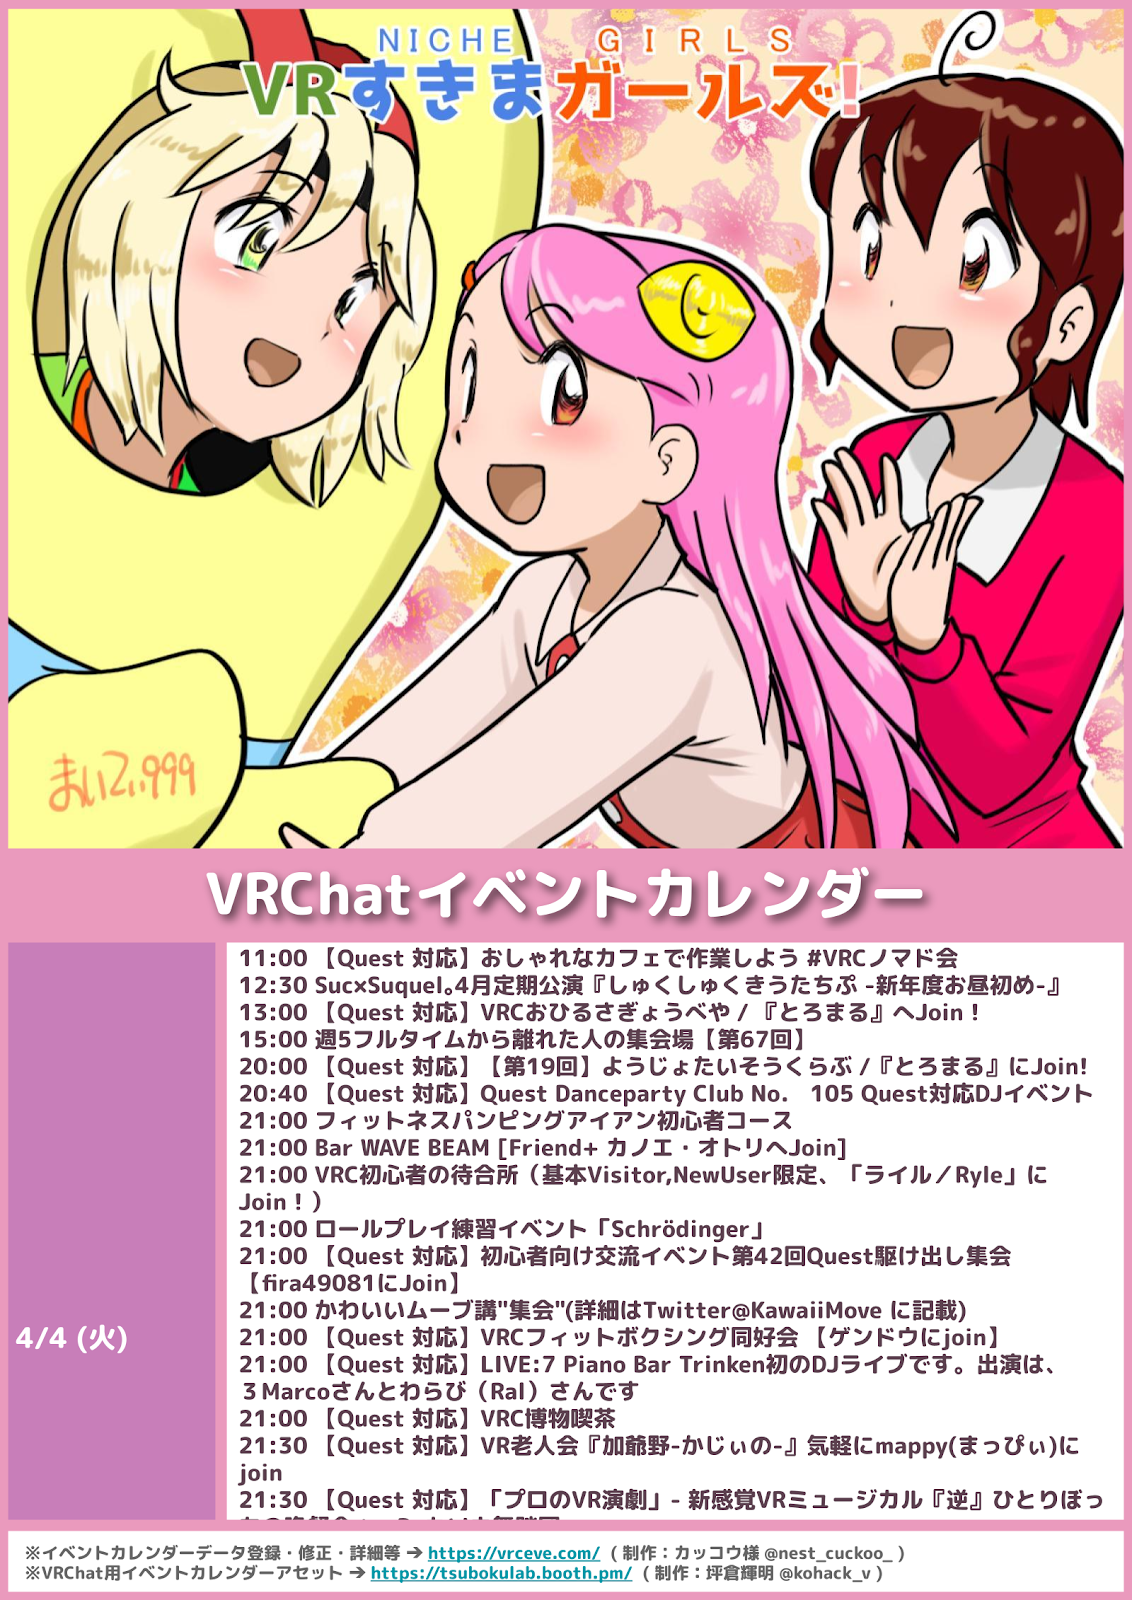 NICHE GIRLS
VRすきまガールズ!
まいてぃ999
VRChatイベントカレンダー
4/4 (火)
11:00 【Quest 対応】おしゃれなカフェで作業しよう #VRCノマド会
12:30 Suc×Suquel.4月定期公演『しゅくしゅくきうたちぷ -新年度お昼初め-』
13:00 【Quest 対応】VRCおひるさぎょうべや / 『とろまる』へJoin！
15:00 週5フルタイムから離れた人の集会場【第67回】
20:00 【Quest 対応】【第19回】ようじょたいそうくらぶ /『とろまる』にJoin!
20:40 【Quest 対応】Quest Danceparty Club No.　105 Quest対応DJイベント
21:00 フィットネスパンピングアイアン初心者コース
21:00 Bar WAVE BEAM [Friend+ カノエ・オトリへJoin]
21:00 VRC初心者の待合所（基本Visitor,NewUser限定、「ライル／Ryle」に
Join！）
21:00 ロールプレイ練習イベント「Schrödinger」
21:00 【Quest 対応】初心者向け交流イベント第42回Quest駆け出し集会
【fira49081にJoin】
21:00 かわいいムーブ講"集会"(詳細はTwitter@KawaiiMove に記載)
21:00 【Quest 対応】VRCフィットボクシング同好会 【ゲンドウにjoin】
21:00 【Quest 対応】LIVE:7 Piano Bar Trinken初のDJライブです。出演は、
３Marcoさんとわらび（Ral）さんです
21:00 【Quest 対応】VRC博物喫茶
21:30 【Quest 対応】VR老人会『加爺野-かじぃの-』気軽にmappy(まっぴぃ)に
join
21:30 【Quest 対応】「プロのVR演劇」- 新感覚VRミュージカル『逆』ひとりぼっ
※イベントカレンダーデータ登録・修正・詳細等 ➔ https://vrceve.com/ ( 制作：カッコウ様 @nest_cuckoo_ )
※VRChat用イベントカレンダーアセット ➔ https://tsubokulab.booth.pm/ ( 制作：坪倉輝明 @kohack_v )